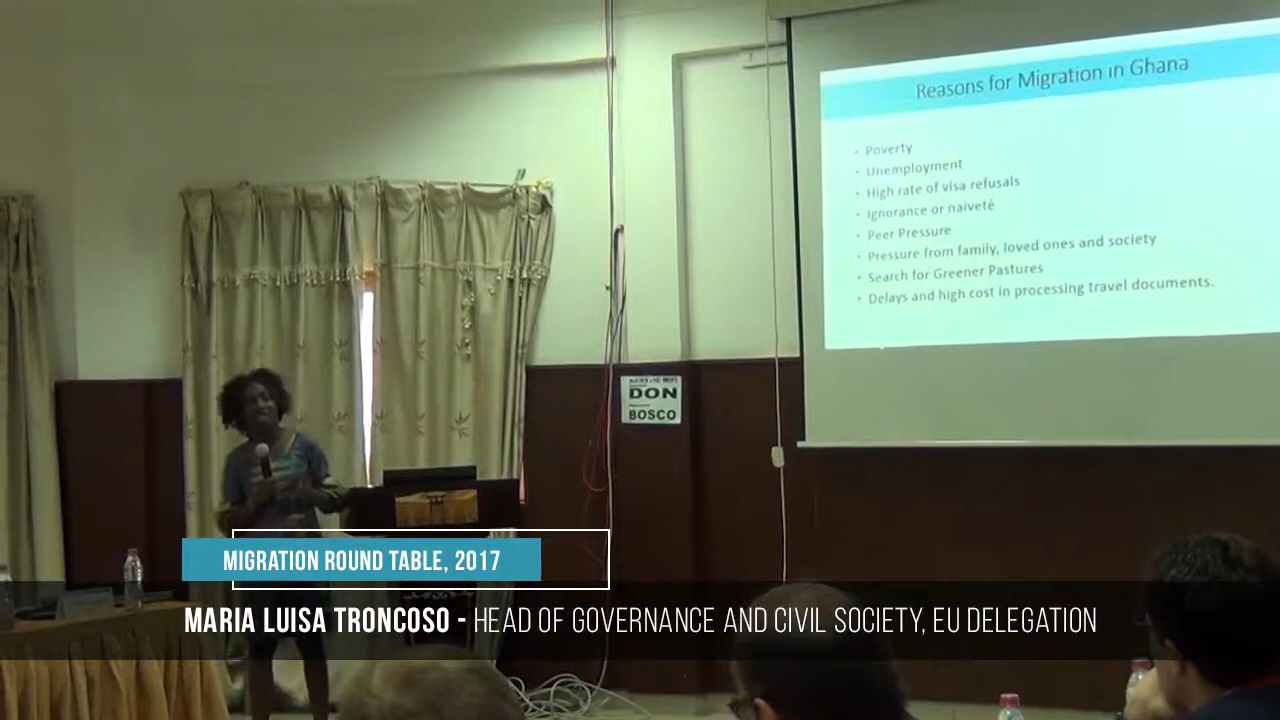 Reasons for Migration in Ghana
• Poverty
• Unemployment
• High rate of visa refusals
• Ignorance or naiveté
• Peer Pressure
• Pressure from family, loved ones and society
• Search for Greener Pastures
• Delays and high cost in processing travel documents.
DON
BOSCO
MIGRATION ROUND TABLE, 2017
MARIA LUISA TRONCOSO - HEAD OF GOVERNANCE AND CIVIL SOCIETY, EU DELEGATION